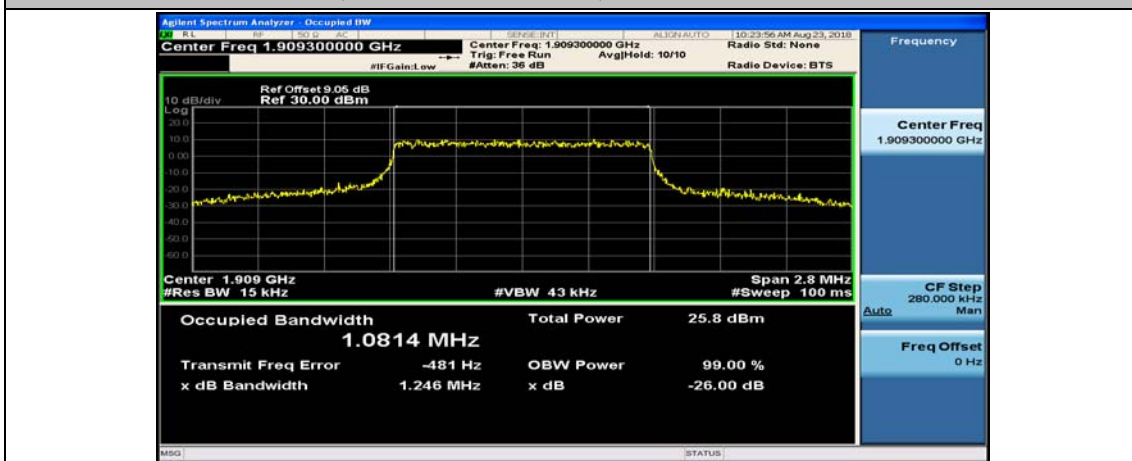 Agilent Spectrum Analyzer - Occupied BW
RL RF 50 Ω AC SENSE:INT ALIGN AUTO 10:23:56 AM Aug 23, 2018
Center Freq 1.909300000 GHz
Center Freq: 1.909300000 GHz
Radio Std: None
Trig: Free Run Avg|Hold: 10/10
#IFGain:Low #Atten: 36 dB Radio Device: BTS
Frequency
Ref Offset 9.05 dB
10 dB/div Ref 30.00 dBm
Log
20.0
10.0
0.00
-10.0
-20.0
-30.0
-40.0
-50.0
-60.0
Center Freq
1.909300000 GHz
Center 1.909 GHz Span 2.8 MHz
#Res BW 15 kHz #VBW 43 kHz #Sweep 100 ms
CF Step
280.000 kHz
Auto Man
Occupied Bandwidth Total Power 25.8 dBm
1.0814 MHz
Freq Offset
0 Hz
Transmit Freq Error -481 Hz OBW Power 99.00 %
x dB Bandwidth 1.246 MHz x dB -26.00 dB
MSG STATUS